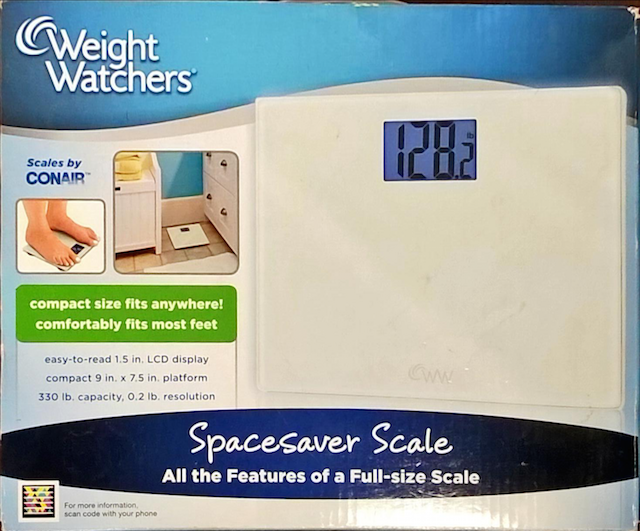 Weight
Watchers
Scales by
CONAIR™
128.2
lb
compact size fits anywhere!
comfortably fits most feet
easy-to-read 1.5 in. LCD display
compact 9 in. x 7.5 in. platform
330 lb. capacity, 0.2 lb. resolution
WW
Spacesaver Scale
All the Features of a Full-size Scale
For more information,
scan code with your phone